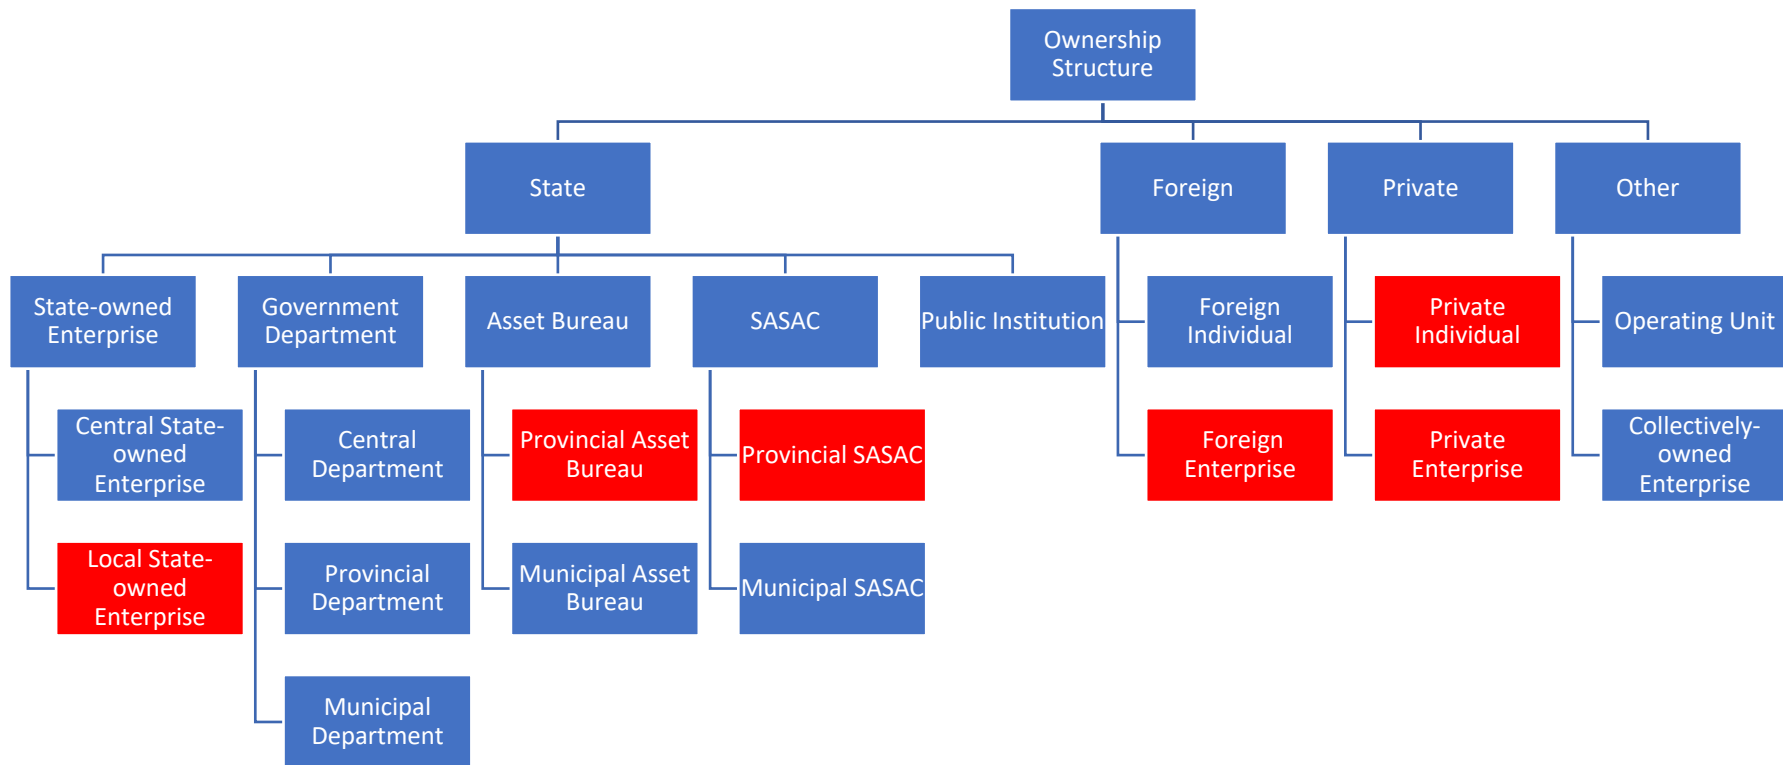 Ownership
Structure
State
Foreign
Private
Other
State-owned
Enterprise
Government
Department
Asset Bureau
SASAC
Public Institution
Foreign
Individual
Private
Individual
Operating Unit
Central State-
owned
Enterprise
Central
Department
Provincial Asset
Bureau
Provincial SASAC
Foreign
Enterprise
Private
Enterprise
Collectively-
owned
Enterprise
Local State-
owned
Enterprise
Provincial
Department
Municipal Asset
Bureau
Municipal SASAC
Municipal
Department